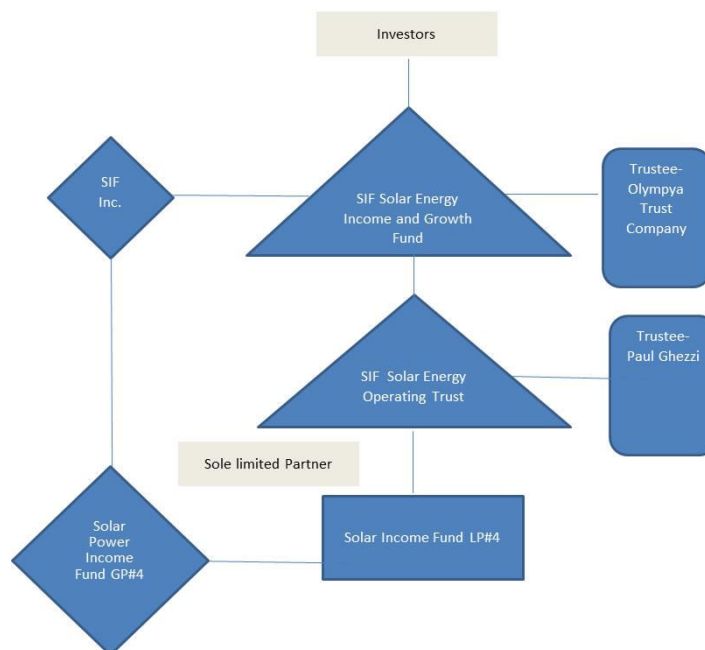 Investors
SIF
Inc.
SIF Solar Energy
Income and Growth
Fund
Trustee-
Olympya
Trust
Company
SIF Solar Energy
Operating Trust
Trustee-
Paul Ghezzi
Sole limited Partner
Solar
Power
Income
Fund GP#4
Solar Income Fund LP#4